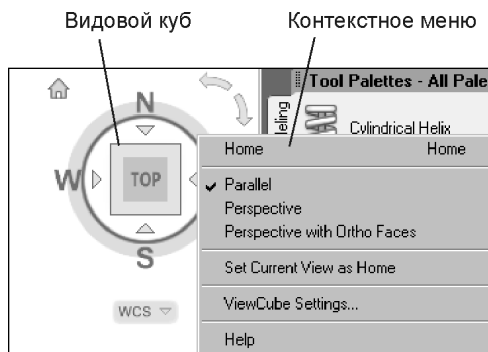 Видовой куб
Контекстное меню
Tool Palettes - All Pale
eling
Cylindrical Helix
N
W
TOP
S
WCS
Home Home
Parallel
Perspective
Perspective with Ortho Faces
Set Current View as Home
ViewCube Settings...
Help